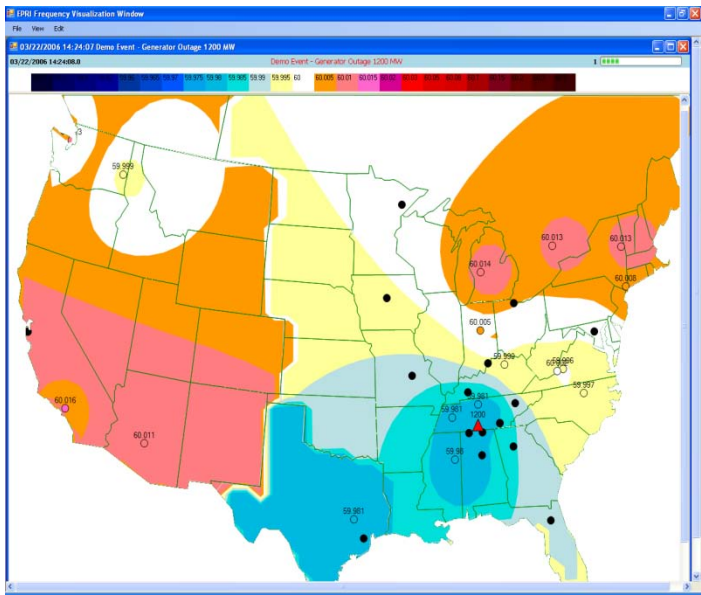 EPRI Frequency Visualization Window
File View Edit
03/22/2006 14:24:07 Demo Event - Generator Outage 1200 MW
03/22/2006 14:24:08.0 Demo Event - Generator Outage 1200 MW 1
59.97 59.975 59.98 59.985 59.99 59.995 60 60.005 60.01 60.015 60.02
59.999
60.013 60.013
60.014
60.008
60.005
59.997
60.016
59.981
59.981
1200
60.011
59.98
59.981